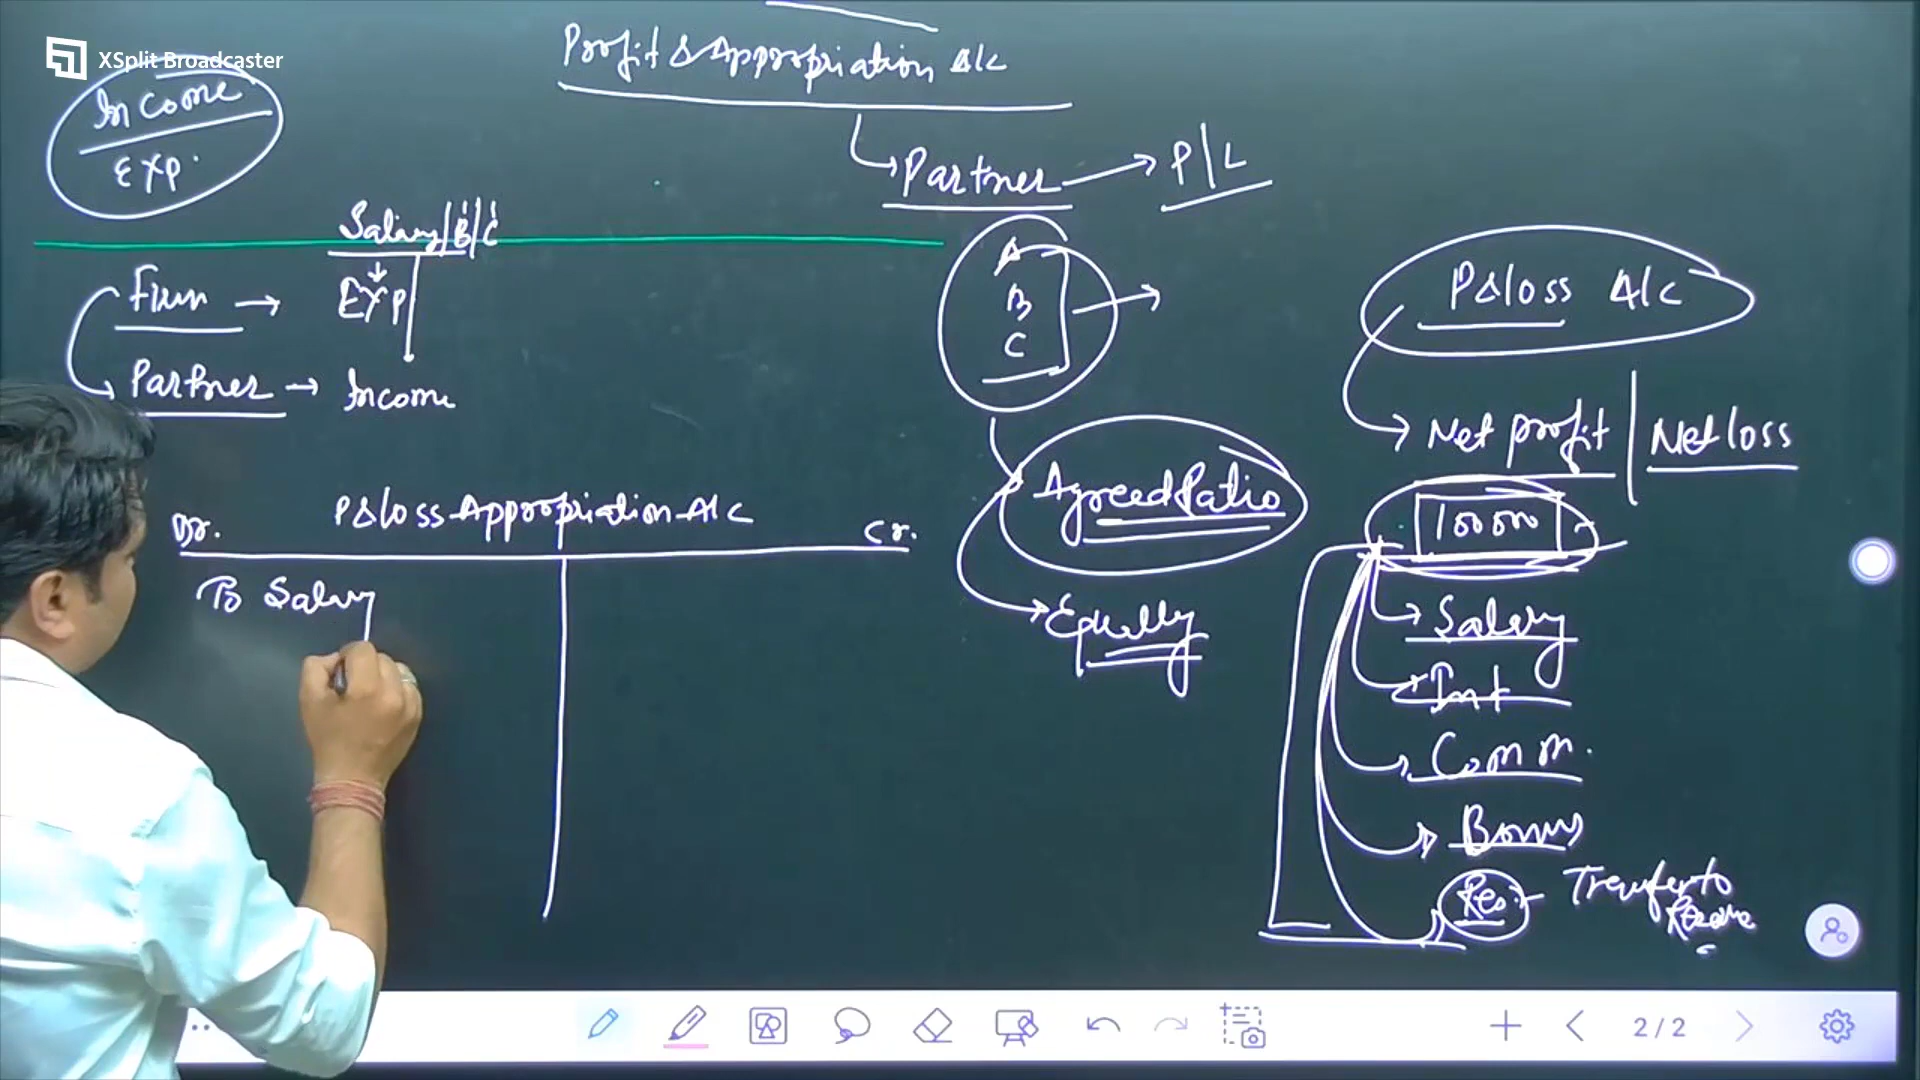 XSplit Broadcaster
Profit & Appropriation A/c
Income
Exp.
Partner → P/L
Salary/B/C
Firm → Exp
Partner → Income
A
B
C
P&loss A/c
Net profit | Net loss
Agreed Ratio
Equally
100000
Salary
Int
Comm.
Bonus
Res. - Transfer to
Reserve
Dr. P&loss Appropriation A/c Cr.
To Salary
2/2